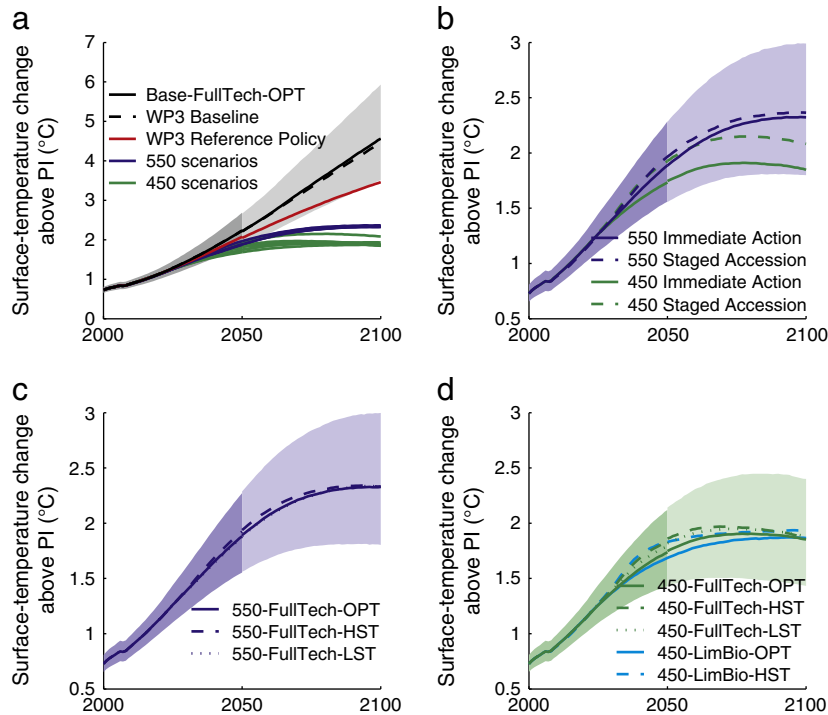 a
Surface-temperature change
above PI (°C)
7
6
5
4
3
2
1
0
2000
2050
2100
Base-FullTech-OPT
WP3 Baseline
WP3 Reference Policy
550 scenarios
450 scenarios
b
Surface-temperature change
above PI (°C)
3
2.5
2
1.5
1
0.5
2000
2050
2100
550 Immediate Action
550 Staged Accession
450 Immediate Action
450 Staged Accession
c
Surface-temperature change
above PI (°C)
3
2.5
2
1.5
1
0.5
2000
2050
2100
550-FullTech-OPT
550-FullTech-HST
550-FullTech-LST
d
Surface-temperature change
above PI (°C)
3
2.5
2
1.5
1
0.5
2000
2050
2100
450-FullTech-OPT
450-FullTech-HST
450-FullTech-LST
450-LimBio-OPT
450-LimBio-HST